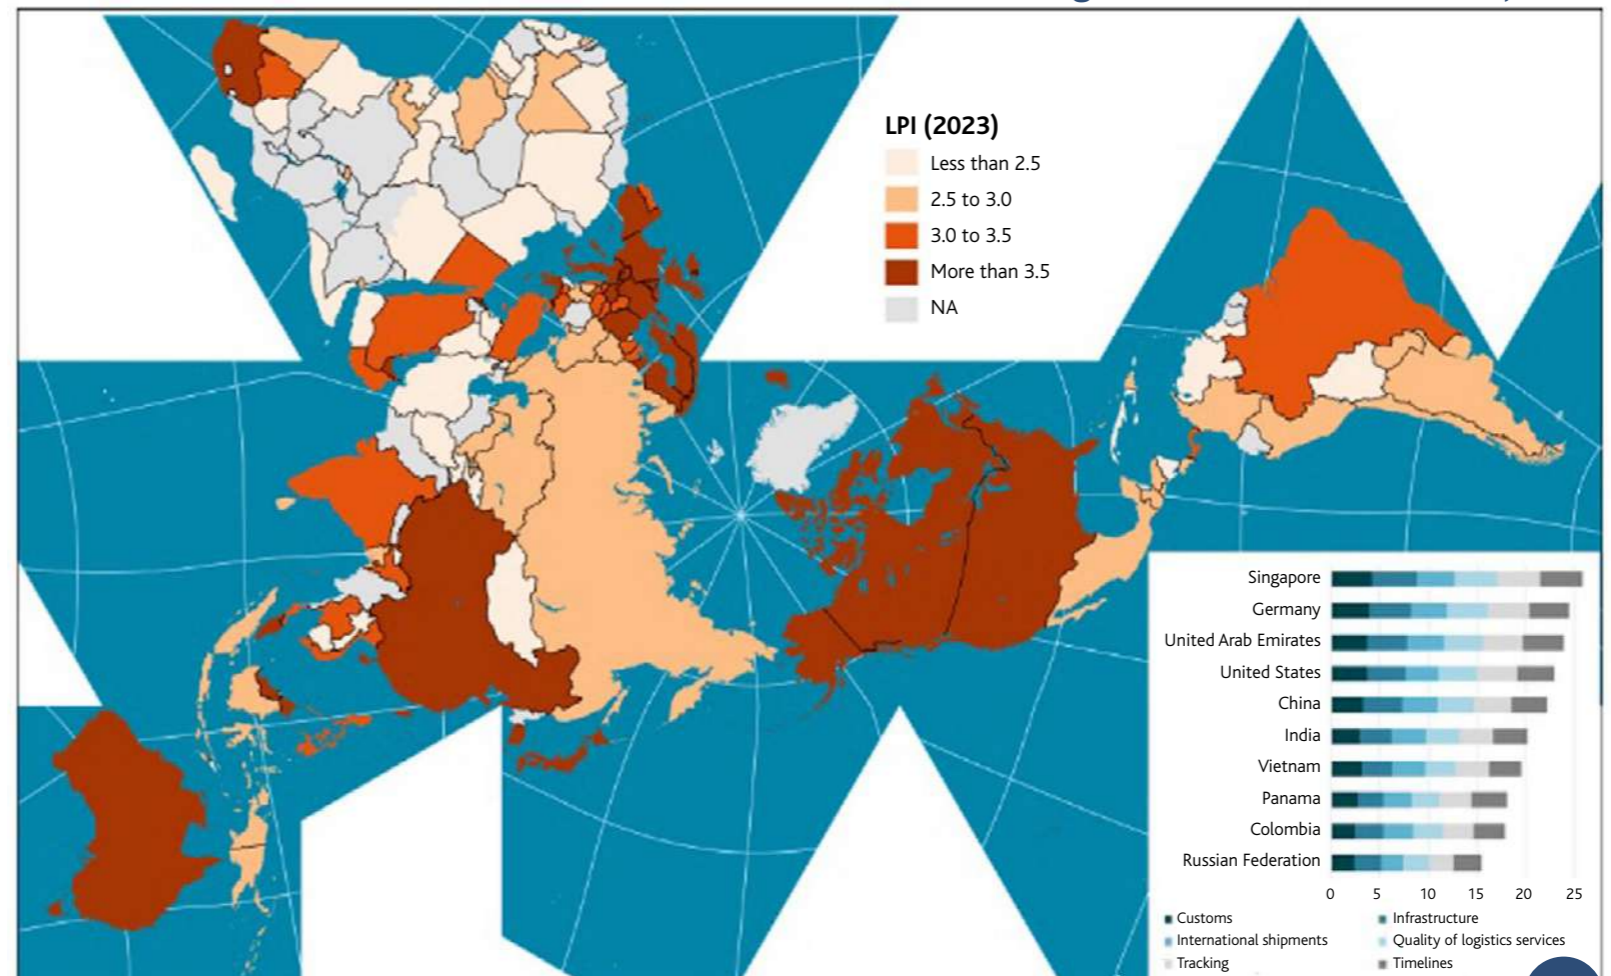 LPI (2023)
Less than 2.5
2.5 to 3.0
3.0 to 3.5
More than 3.5
NA
Singapore
Germany
United Arab Emirates
United States
China
India
Vietnam
Panama
Colombia
Russian Federation
0 5 10 15 20 25
Customs Infrastructure
International shipments Quality of logistics services
Tracking Timelines